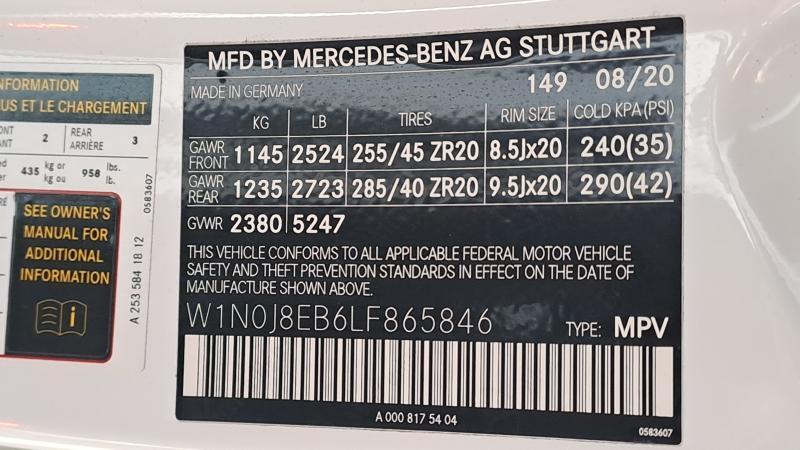 NFORMATION
US ET LE CHARGEMENT
2 REAR ARRIÈRE 3
435 kg or kg ou 958 lbs. lb.
SEE OWNER'S
MANUAL FOR
ADDITIONAL
INFORMATION
i
0583607
A 253 584 18 12
MFD BY MERCEDES-BENZ AG STUTTGART
MADE IN GERMANY 149 08/20
KG LB TIRES RIM SIZE COLD KPA(PSI)
GAWR FRONT 1145 2524 255/45 ZR20 8.5Jx20 240(35)
GAWR REAR 1235 2723 285/40 ZR20 9.5Jx20 290(42)
GVWR 2380 5247
THIS VEHICLE CONFORMS TO ALL APPLICABLE FEDERAL MOTOR VEHICLE
SAFETY AND THEFT PREVENTION STANDARDS IN EFFECT ON THE DATE OF
MANUFACTURE SHOWN ABOVE.
W1N0J8EB6LF865846 TYPE: MPV
A 000 817 54 04
0583607